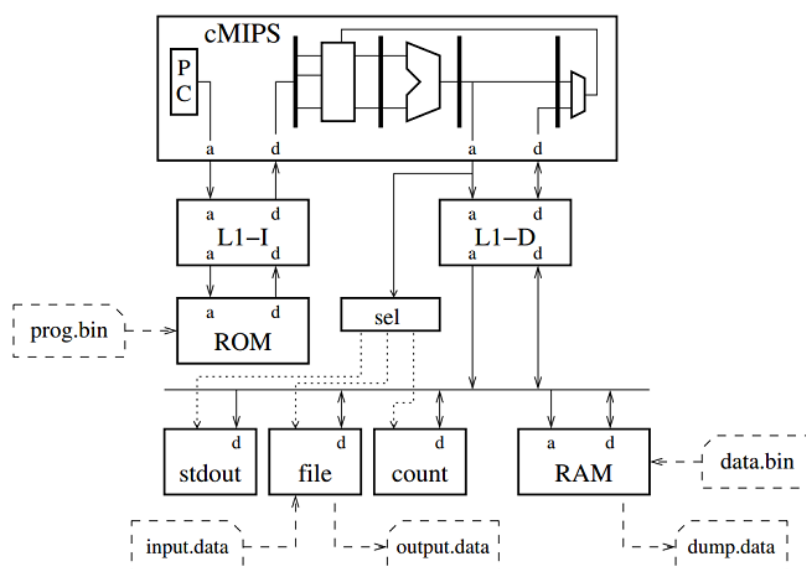 cMIPS
P
C
a
d
a
d
a
d
L1-I
a
d
a
d
L1-D
a
d
a
d
ROM
prog.bin
sel
d
stdout
d
file
d
count
a
d
RAM
data.bin
input.data
output.data
dump.data